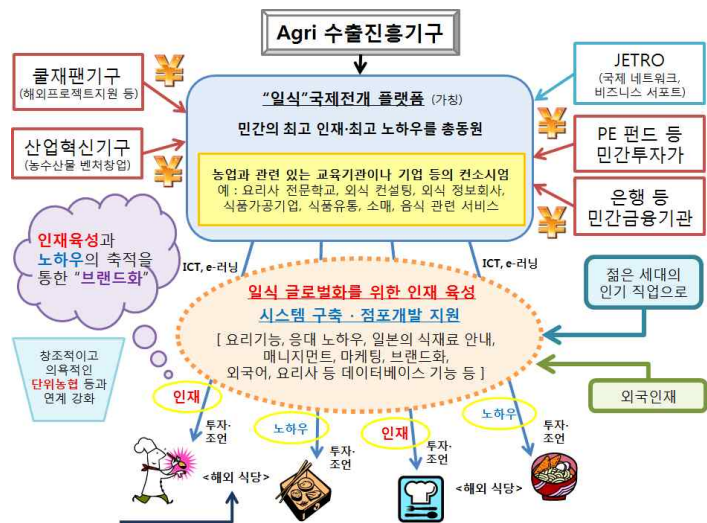 Agri 수출진흥기구
쿨재팬기구
(해외프로젝트지원 등)
산업혁신기구
(농수산물 벤처창업)
JETRO
(국제 네트워크,
비즈니스 서포트)
PE 펀드 등
민간투자가
은행 등
민간금융기관
“일식”국제전개 플랫폼 (가칭)
민간의 최고 인재·최고 노하우를 총동원
농업과 관련 있는 교육기관이나 기업 등의 컨소시엄
예 : 요리사 전문학교, 외식 컨설팅, 외식 정보회사,
식품가공기업, 식품유통, 소매, 음식 관련 서비스
인재육성과
노하우의 축적을
통한 “브랜드화”
ICT, e-러닝
ICT, e-러닝
일식 글로벌화를 위한 인재 육성
시스템 구축 · 점포개발 지원
[ 요리기능, 응대 노하우, 일본의 식재료 안내,
매니지먼트, 마케팅, 브랜드화,
외국어, 요리사 등 데이터베이스 기능 등 ]
젊은 세대의
인기 직업으로
외국인재
창조적이고
의욕적인
단위농협 등과
연계 강화
인재
노하우
인재
노하우
투자·
조언
투자·
조언
투자·
조언
투자·
조언
<해외 식당>
<해외 식당>